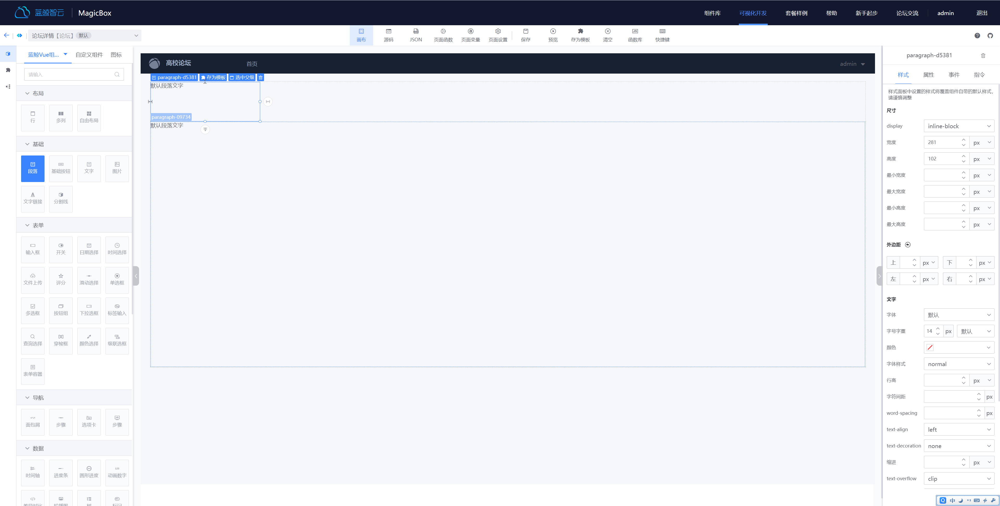 蓝鲸智云 MagicBox 组件库 可视化开发 套餐样例 帮助 新手起步 论坛交流 admin 退出
论坛详情【论坛】 默认 画布 源码 JSON 页面函数 页面变量 页面设置 保存 预览 存为模板 清空 函数库 快捷键
蓝鲸Vue组... 自定义组件 图标
请输入
布局
行 多列 自由布局
基础
段落 基础按钮 文字 图片
文字链接 分割线
表单
输入框 开关 日期选择 时间选择
文件上传 评分 滑动选择 单选框
多选框 按钮组 下拉选框 标签输入
查询选择 穿梭框 颜色选择 级联选框
表单容器
导航
面包屑 步骤 选项卡 步骤
数据
时间轴 进度条 圆形进度 动画数字
差异对比 轮播图 树 标记
高校论坛 首页 admin
paragraph-d5381 存为模板 选中父级
默认段落文字
paragraph-09734
默认段落文字
paragraph-d5381
样式 属性 事件 指令
样式面板中设置的样式将覆盖组件自带的默认样式，
请谨慎调整
尺寸
display inline-block
宽度 281 px
高度 102 px
最小宽度 px
最大宽度 px
最小高度 px
最大高度 px
外边距
上 px 下 px
左 px 右 px
文字
字体 默认
字号字重 14 px 默认
颜色
字体样式 normal
行高 px
字符间距 px
word-spacing px
text-align left
text-decoration none
缩进 px
text-overflow clip
中